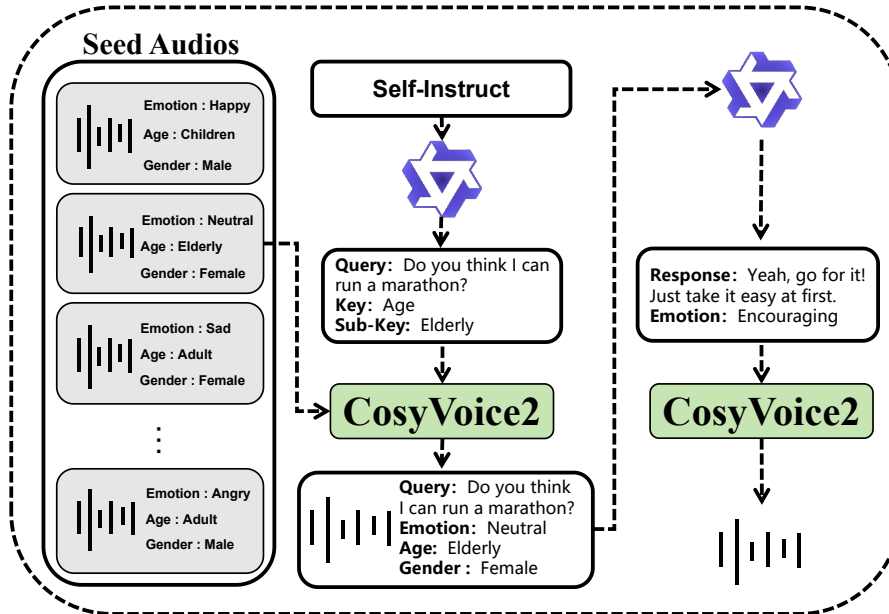 Seed Audios
Emotion : Happy
Age : Children
Gender : Male
Emotion : Neutral
Age : Elderly
Gender : Female
Emotion : Sad
Age : Adult
Gender : Female
⋮
Emotion : Angry
Age : Adult
Gender : Male
Self-Instruct
Query: Do you think I can
run a marathon?
Key: Age
Sub-Key: Elderly
CosyVoice2
Query: Do you think
I can run a marathon?
Emotion: Neutral
Age: Elderly
Gender : Female
Response: Yeah, go for it!
Just take it easy at first.
Emotion: Encouraging
CosyVoice2